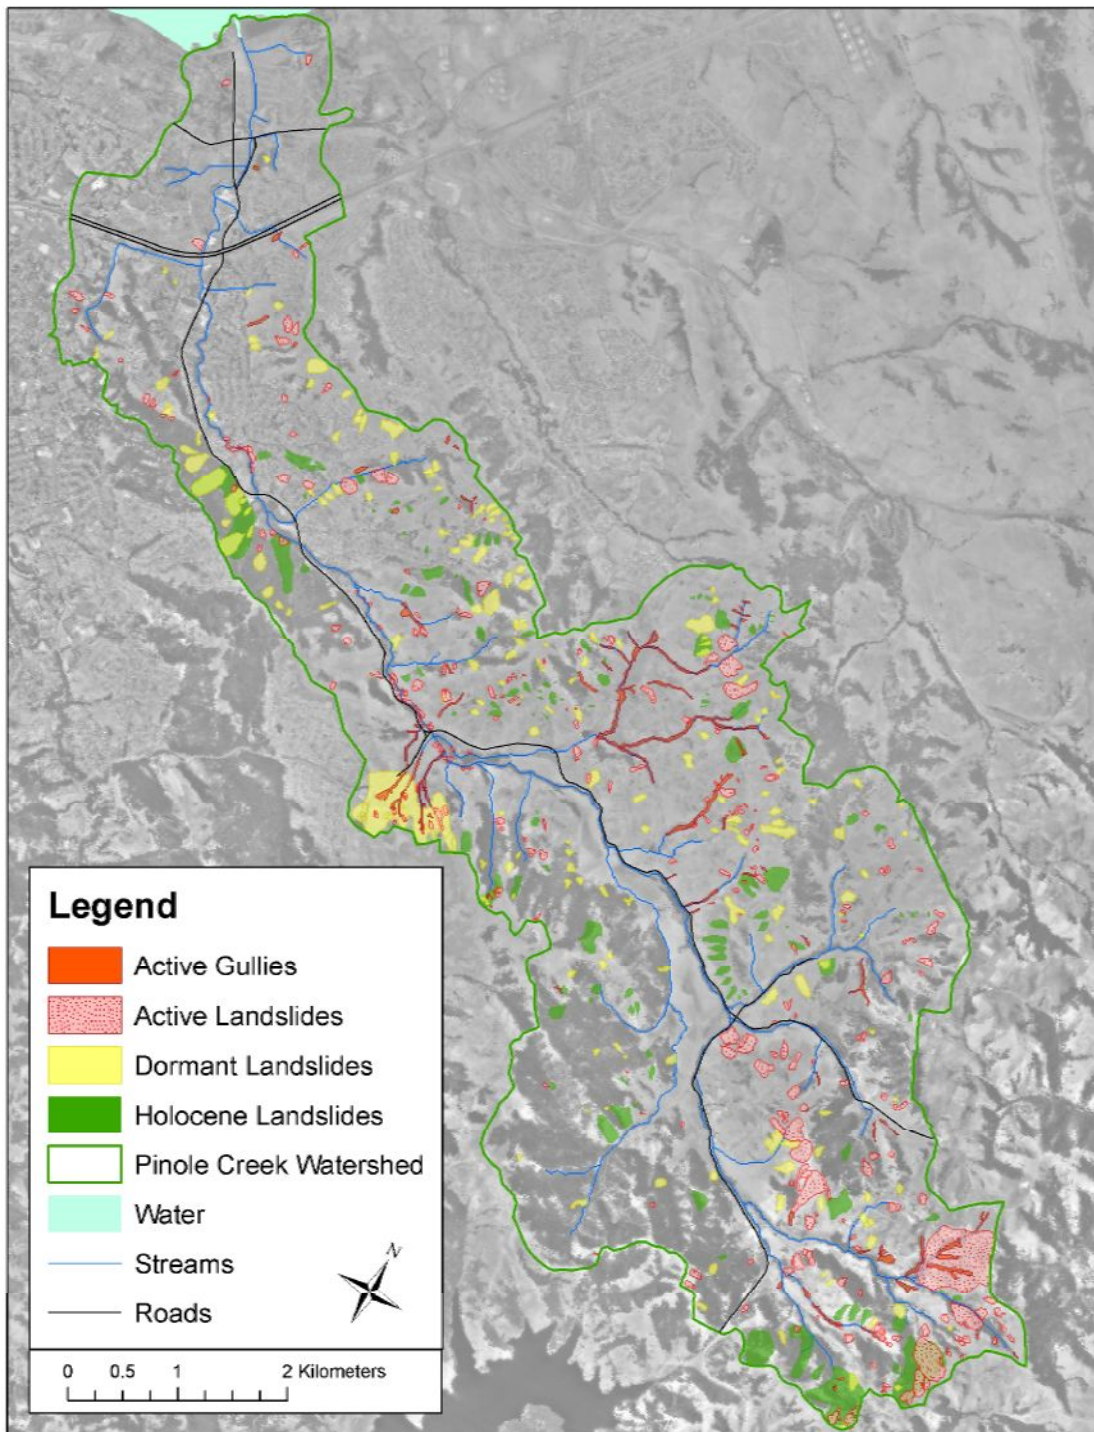 Legend
Active Gullies
Active Landslides
Dormant Landslides
Holocene Landslides
Pinole Creek Watershed
Water
Streams
Roads
N
0 0.5 1 2 Kilometers